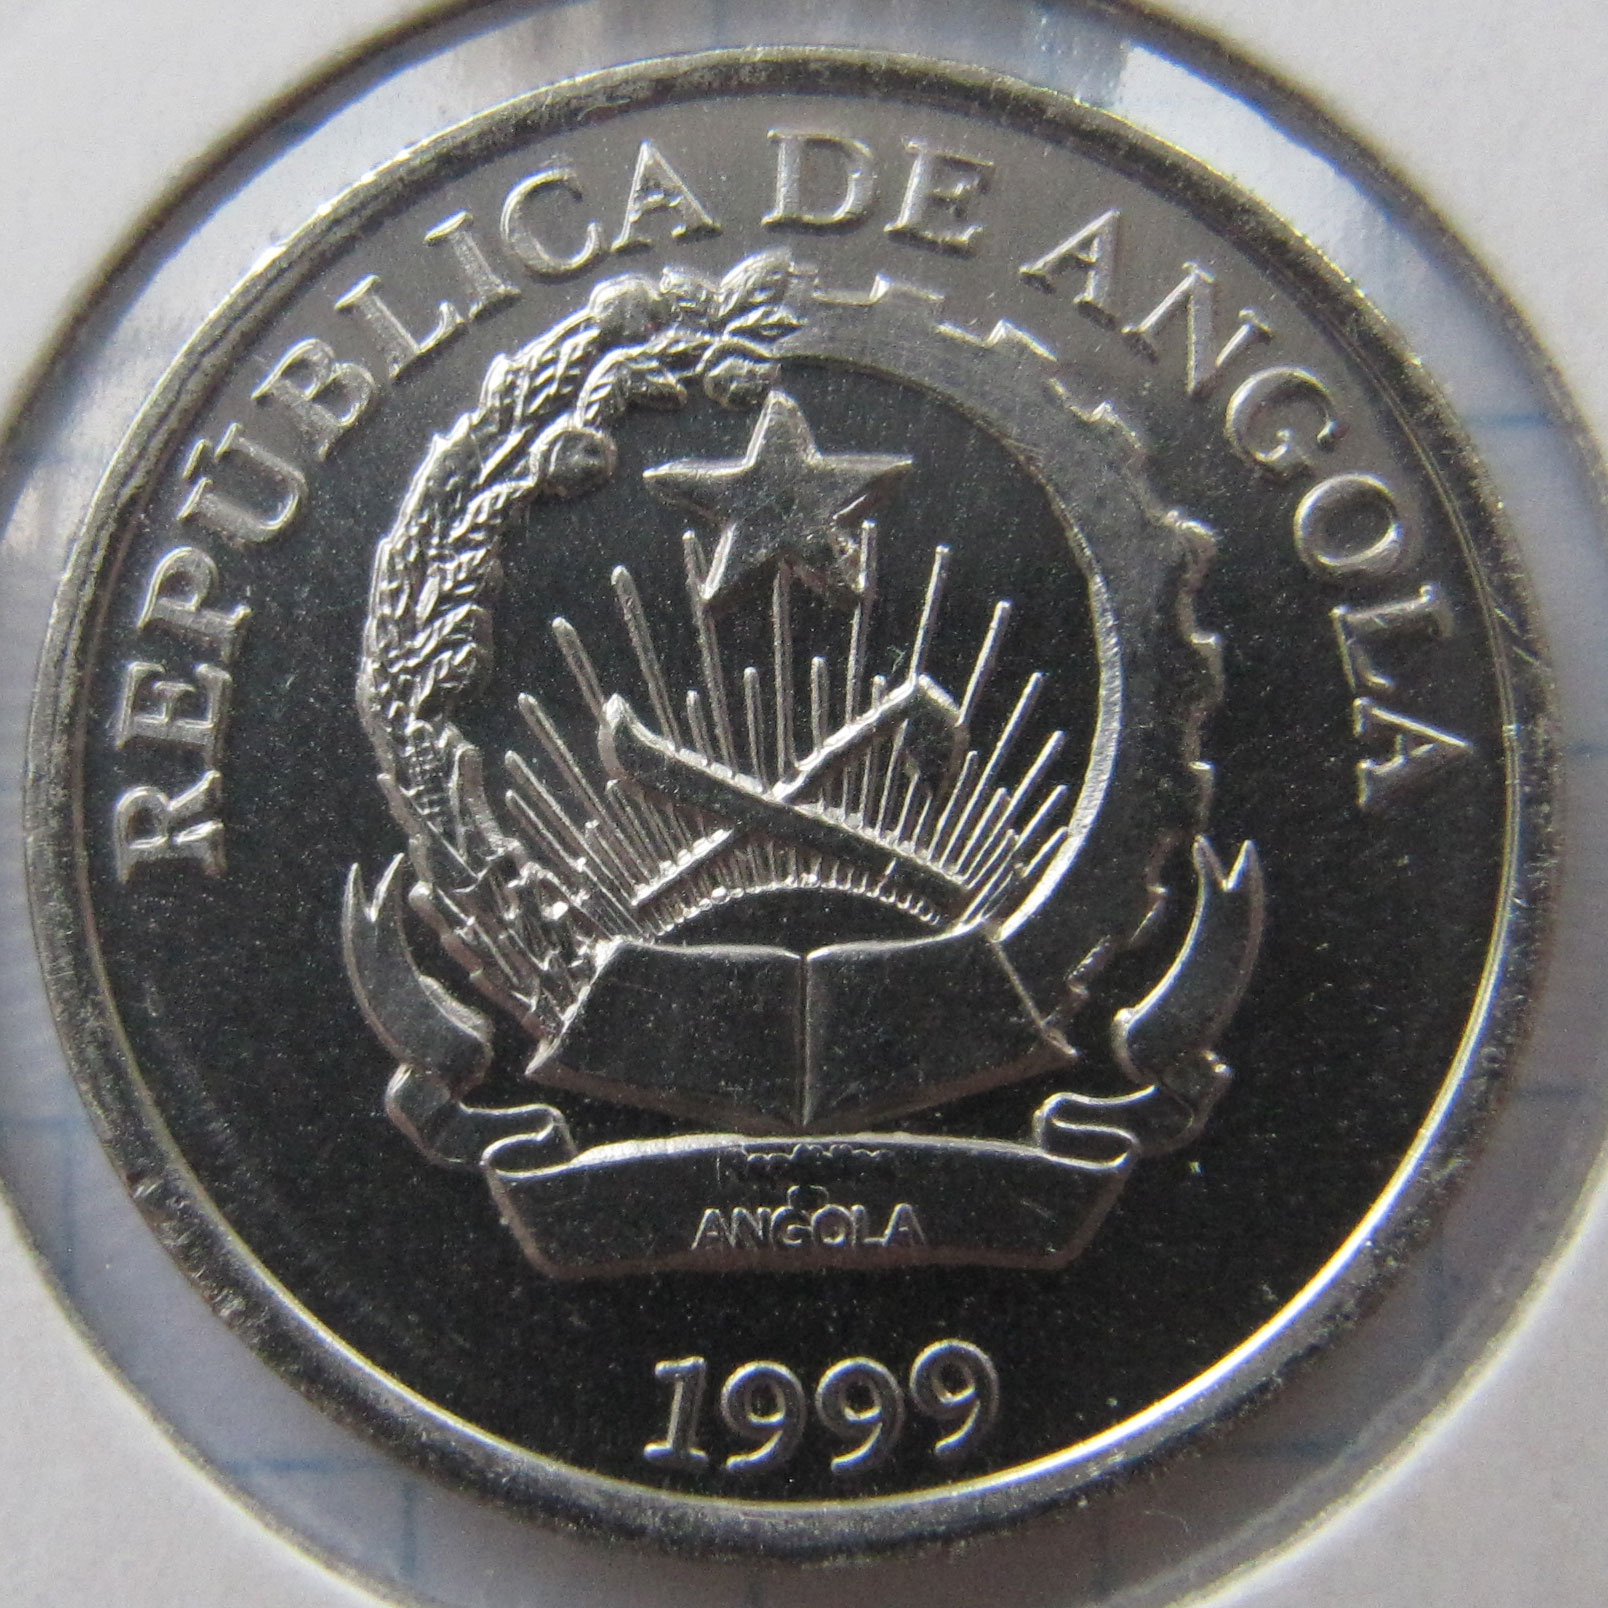 REPÚBLICA DE ANGOLA
ANGOLA
1999